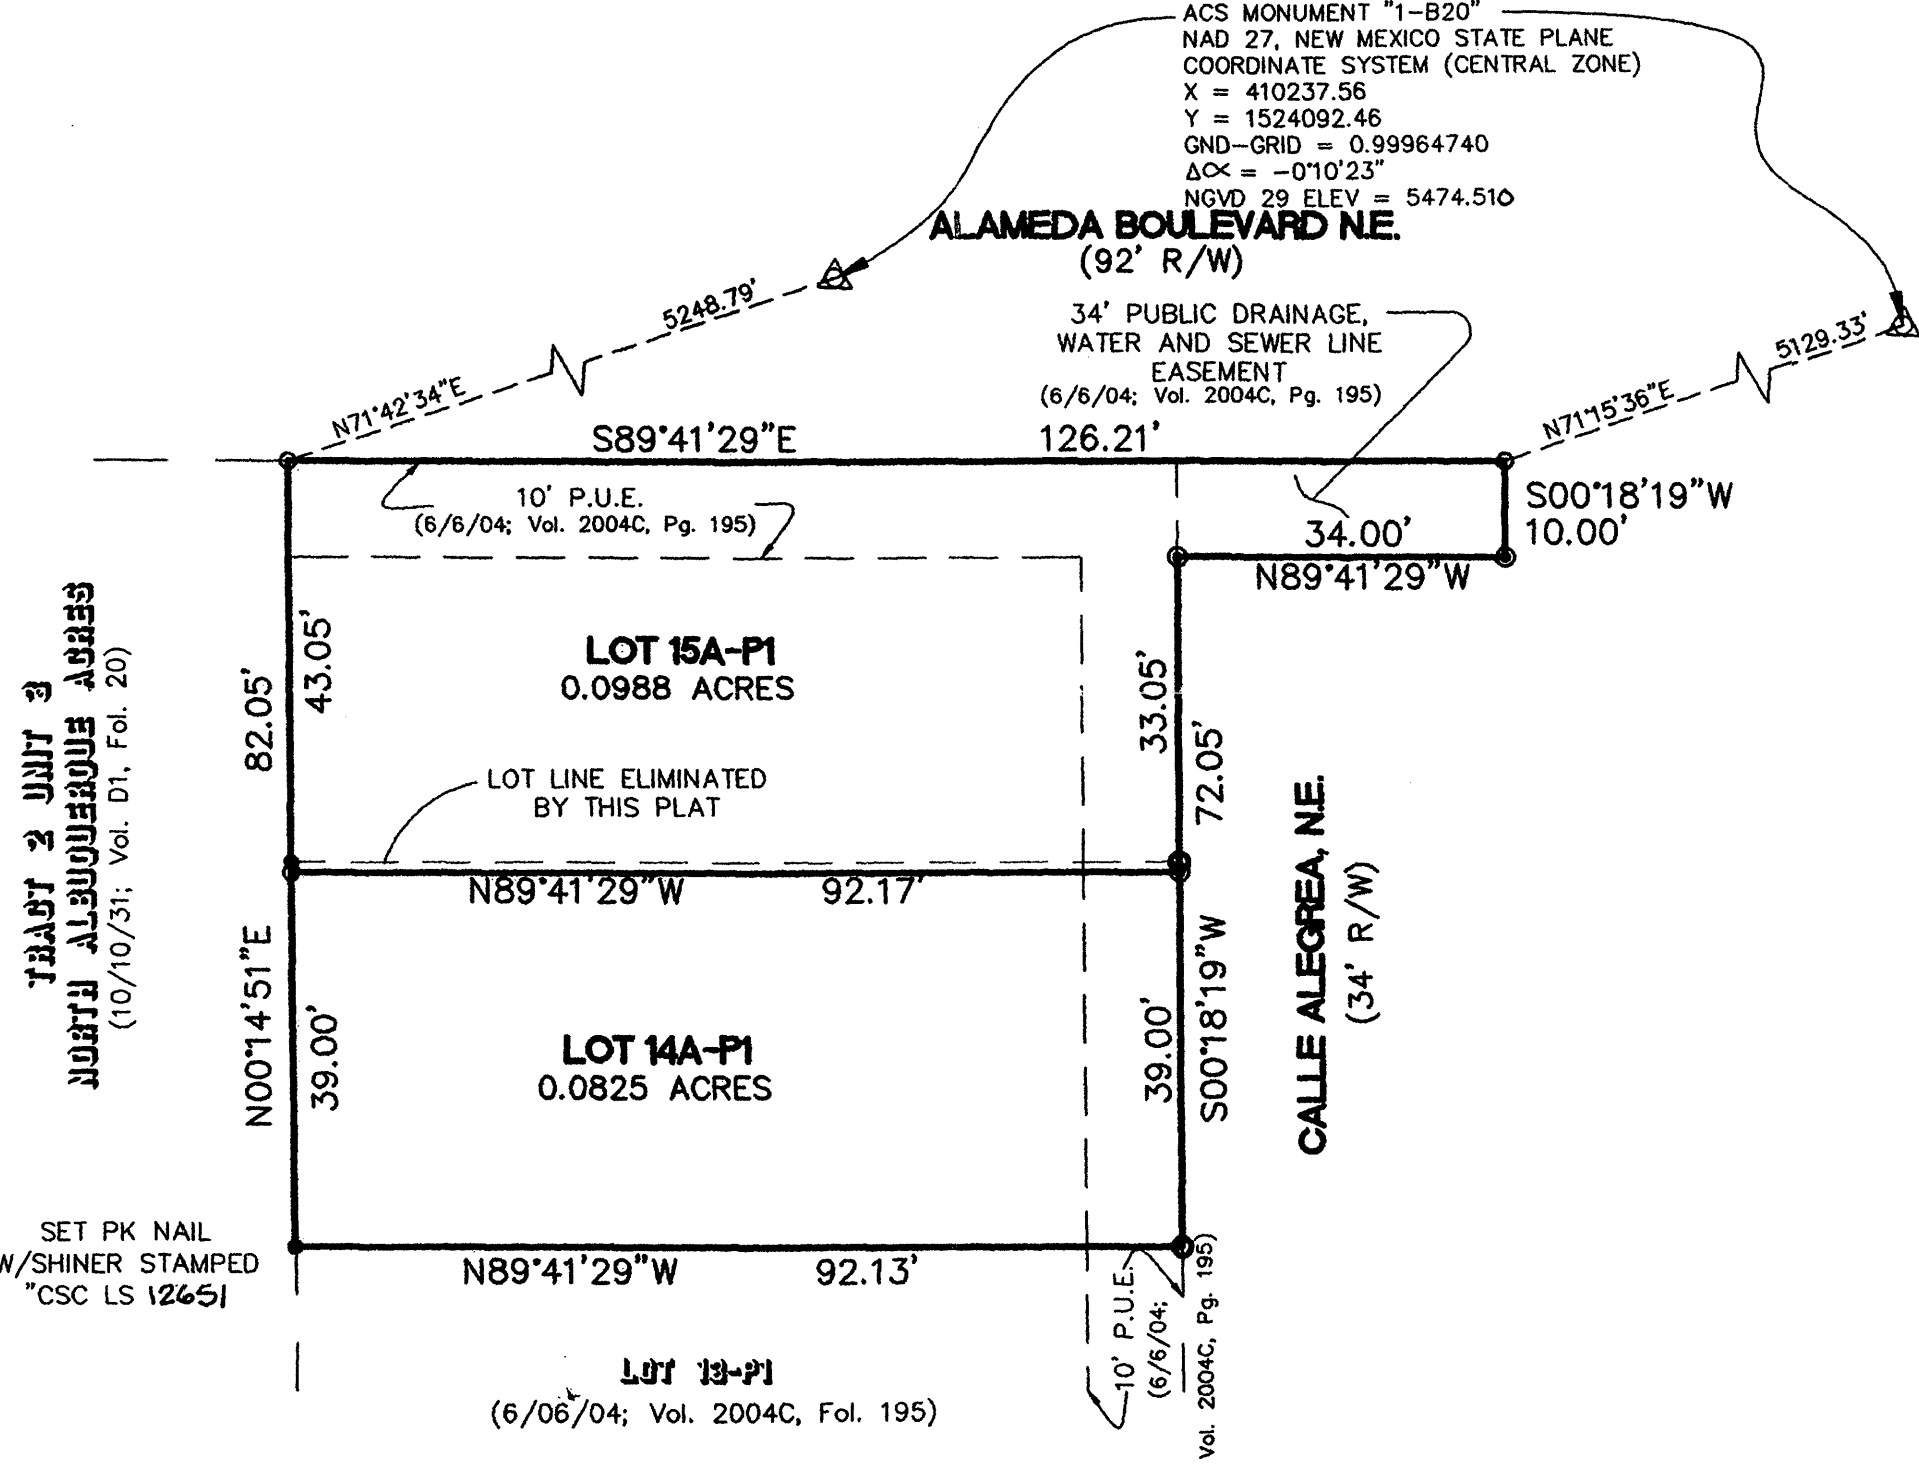 ACS MONUMENT "1-B20"
NAD 27, NEW MEXICO STATE PLANE
COORDINATE SYSTEM (CENTRAL ZONE)
X = 410237.56
Y = 1524092.46
GND-GRID = 0.99964740
Δ∝ = -0°10'23"
NGVD 29 ELEV = 5474.510
ALAMEDA BOULEVARD N.E.
(92' R/W)
5248.79'
N71°42'34"E
34' PUBLIC DRAINAGE,
WATER AND SEWER LINE
EASEMENT
(6/6/04; Vol. 2004C, Pg. 195)
5129.33'
N71°15'36"E
S89°41'29"E
126.21'
10' P.U.E.
(6/6/04; Vol. 2004C, Pg. 195)
S00°18'19"W
10.00'
34.00'
N89°41'29"W
TRACT 2 UNIT 3
NORTH ALBUQUERQUE ACRES
(10/10/31; Vol. D1, Fol. 20)
82.05'
43.05'
LOT 15A-P1
0.0988 ACRES
33.05'
72.05'
LOT LINE ELIMINATED
BY THIS PLAT
N89°41'29"W
92.17'
N00°14'51"E
39.00'
LOT 14A-P1
0.0825 ACRES
39.00'
S00°18'19"W
CALLE ALEGREA, N.E.
(34' R/W)
SET PK NAIL
W/SHINER STAMPED
"CSC LS 12651
N89°41'29"W
92.13'
10' P.U.E.
(6/6/04;
Vol. 2004C, Pg. 195)
LOT 13-P1
(6/06/04; Vol. 2004C, Fol. 195)